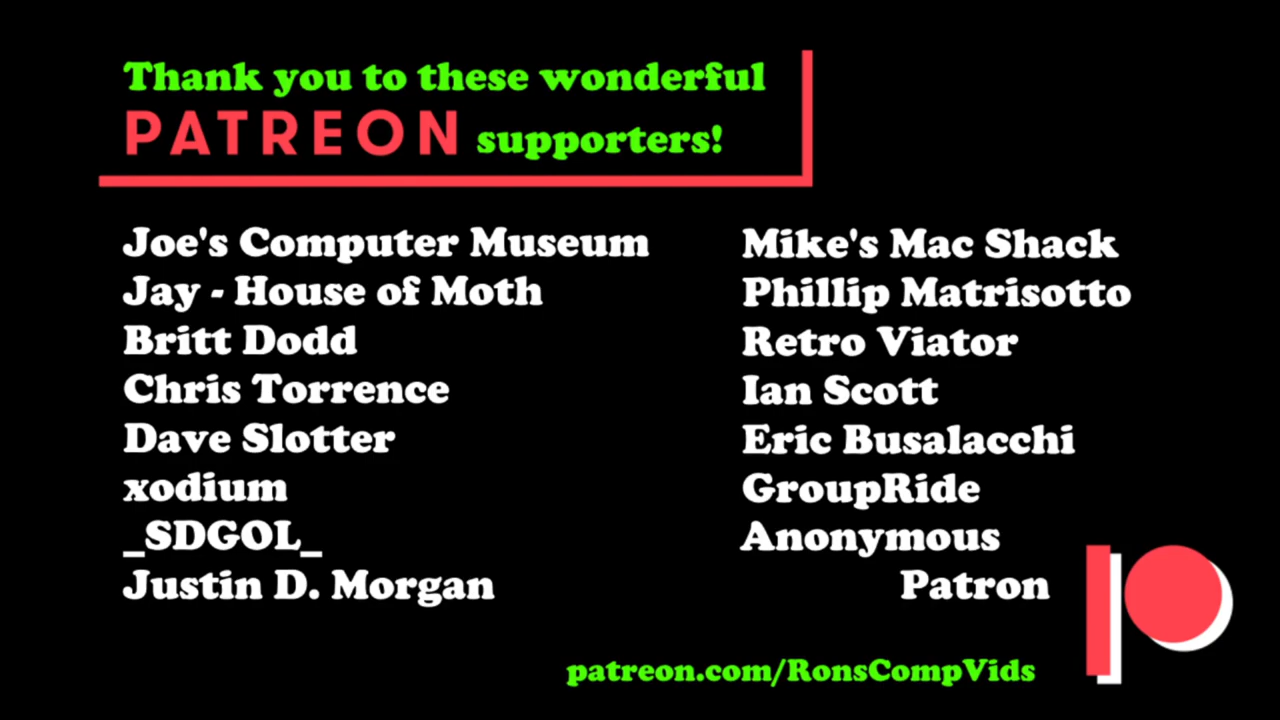 Thank you to these wonderful
PATREON supporters!
Joe's Computer Museum
Jay - House of Moth
Britt Dodd
Chris Torrence
Dave Slotter
xodium
_SDGOL_
Justin D. Morgan
Mike's Mac Shack
Phillip Matrisotto
Retro Viator
Ian Scott
Eric Busalacchi
GroupRide
Anonymous
Patron
patreon.com/RonsCompVids